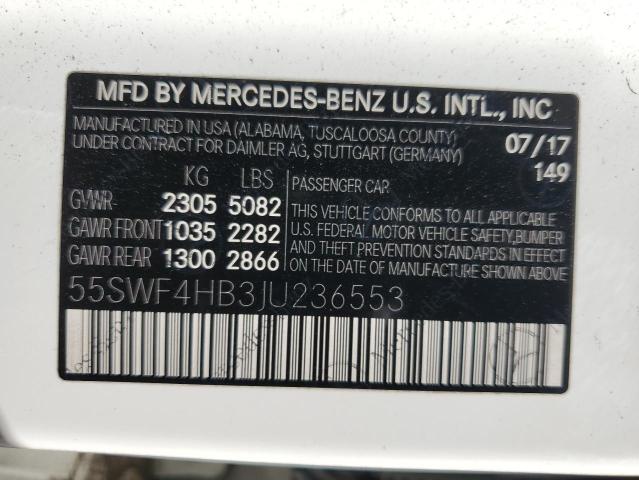 MFD BY MERCEDES-BENZ U.S. INTL., INC
MANUFACTURED IN USA (ALABAMA, TUSCALOOSA COUNTY)
UNDER CONTRACT FOR DAIMLER AG, STUTTGART (GERMANY)
07/17
149
KG LBS
GVWR- 2305 5082
GAWR FRONT 1035 2282
GAWR REAR 1300 2866
PASSENGER CAR
THIS VEHICLE CONFORMS TO ALL APPLICABLE
U.S. FEDERAL MOTOR VEHICLE SAFETY, BUMPER
AND THEFT PREVENTION STANDARDS IN EFFECT
ON THE DATE OF MANUFACTURE SHOWN ABOVE.
55SWF4HB3JU236553